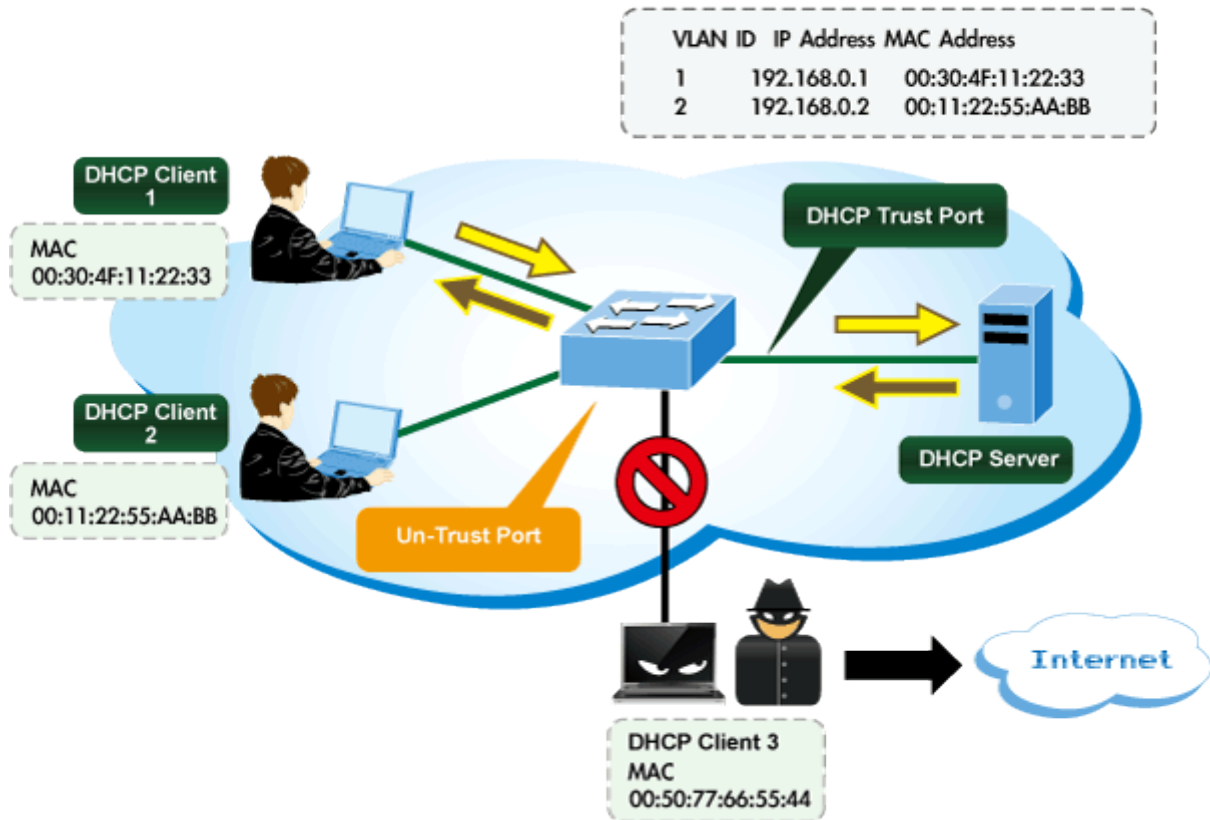 VLAN ID IP Address MAC Address
1 192.168.0.1 00:30:4F:11:22:33
2 192.168.0.2 00:11:22:55:AA:BB
DHCP Client
1
MAC
00:30:4F:11:22:33
DHCP Trust Port
DHCP Client
2
MAC
00:11:22:55:AA:BB
DHCP Server
Un-Trust Port
Internet
DHCP Client 3
MAC
00:50:77:66:55:44